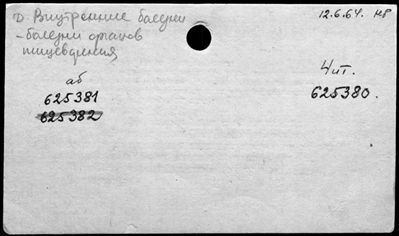 D. Внутренние болезни
12.6.64. НР
- болезни органов
пищеварения
аб
625381
625382
Чит.
625380.